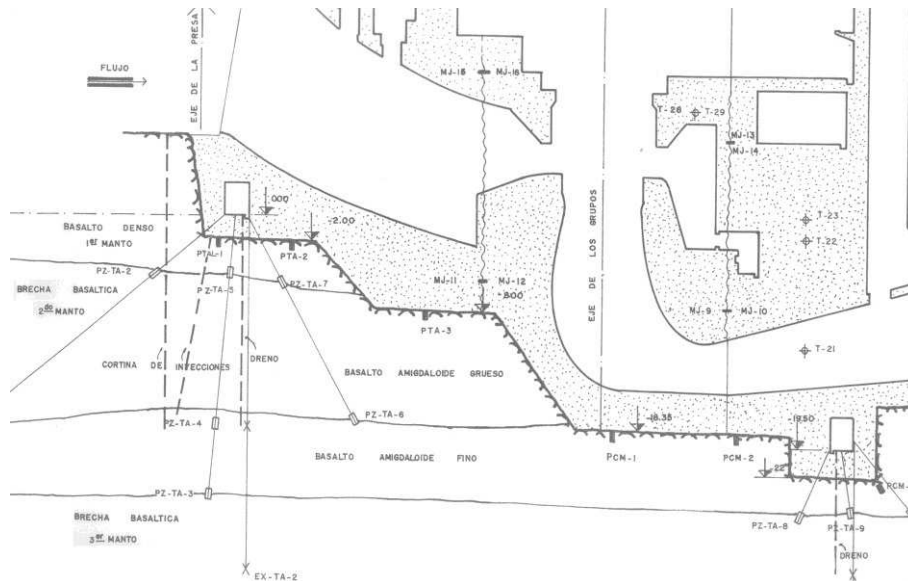 FLUJO
EJE DE LA PRESA
MJ-15
MJ-16
T-28
T-29
MJ-13
MJ-14
EJE DE LOS GRUPOS
T-23
T-22
BASALTO DENSO
1er MANTO
-2.00
PTA-2
PZ-TA-2
PZ-TA-5
PZ-TA-7
BRECHA BASALTICA
2do MANTO
MJ-11
MJ-12
MJ-9
MJ-10
PTA-3
T-21
CORTINA DE INYECCIONES
DRENO
BASALTO AMIGDALOIDE GRUESO
PZ-TA-4
PZ-TA-6
-18.35
-19.50
BASALTO AMIGDALOIDE FINO
PCM-1
PCM-2
-22
PZ-TA-3
BRECHA BASALTICA
3er MANTO
PZ-TA-8
PZ-TA-9
DRENO
EX-TA-2